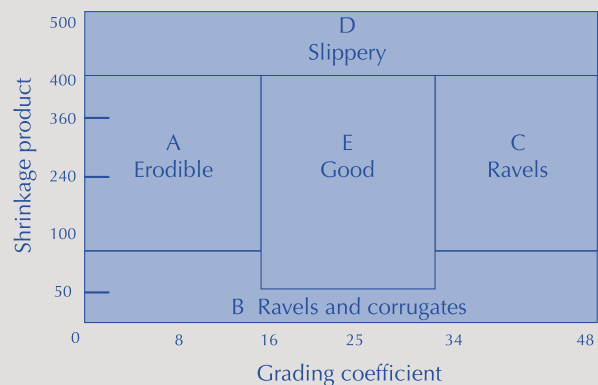 500
D
Slippery
400
360
A
Erodible
E
Good
C
Ravels
240
100
50
B Ravels and corrugates
0
8
16
25
34
48
Shrinkage product
Grading coefficient